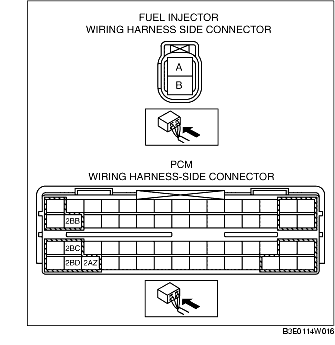 FUEL INJECTOR
WIRING HARNESS SIDE CONNECTOR
A
B
PCM
WIRING HARNESS-SIDE CONNECTOR
2BB
2BC
2BD 2AZ
B3E0114W016